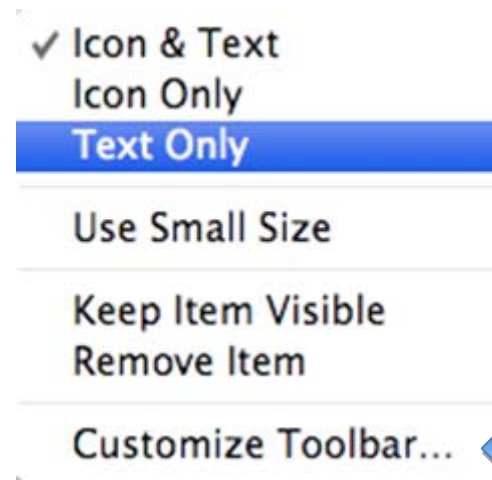 ✓ Icon & Text
Icon Only
Text Only
Use Small Size
Keep Item Visible
Remove Item
Customize Toolbar...